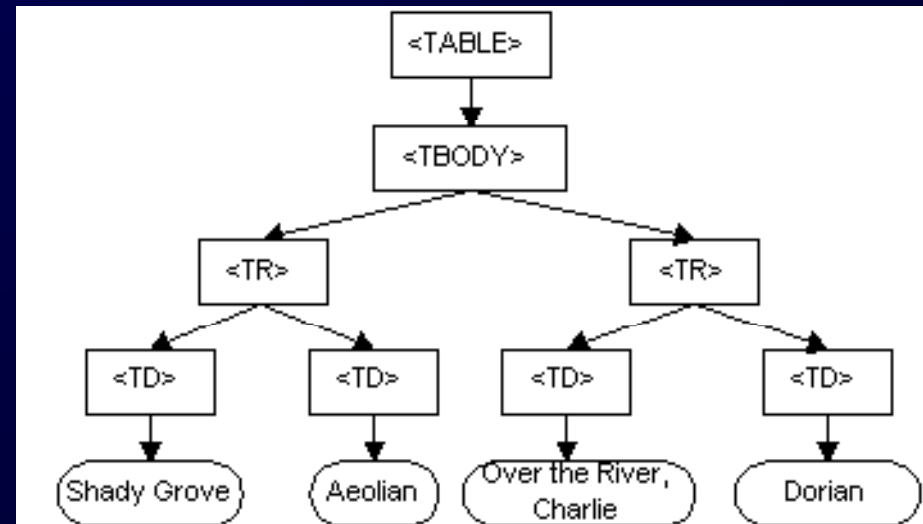 <TABLE>
<TBODY>
<TR>
<TR>
<TD>
<TD>
<TD>
<TD>
Shady Grove
Aeolian
Over the River,
Charlie
Dorian